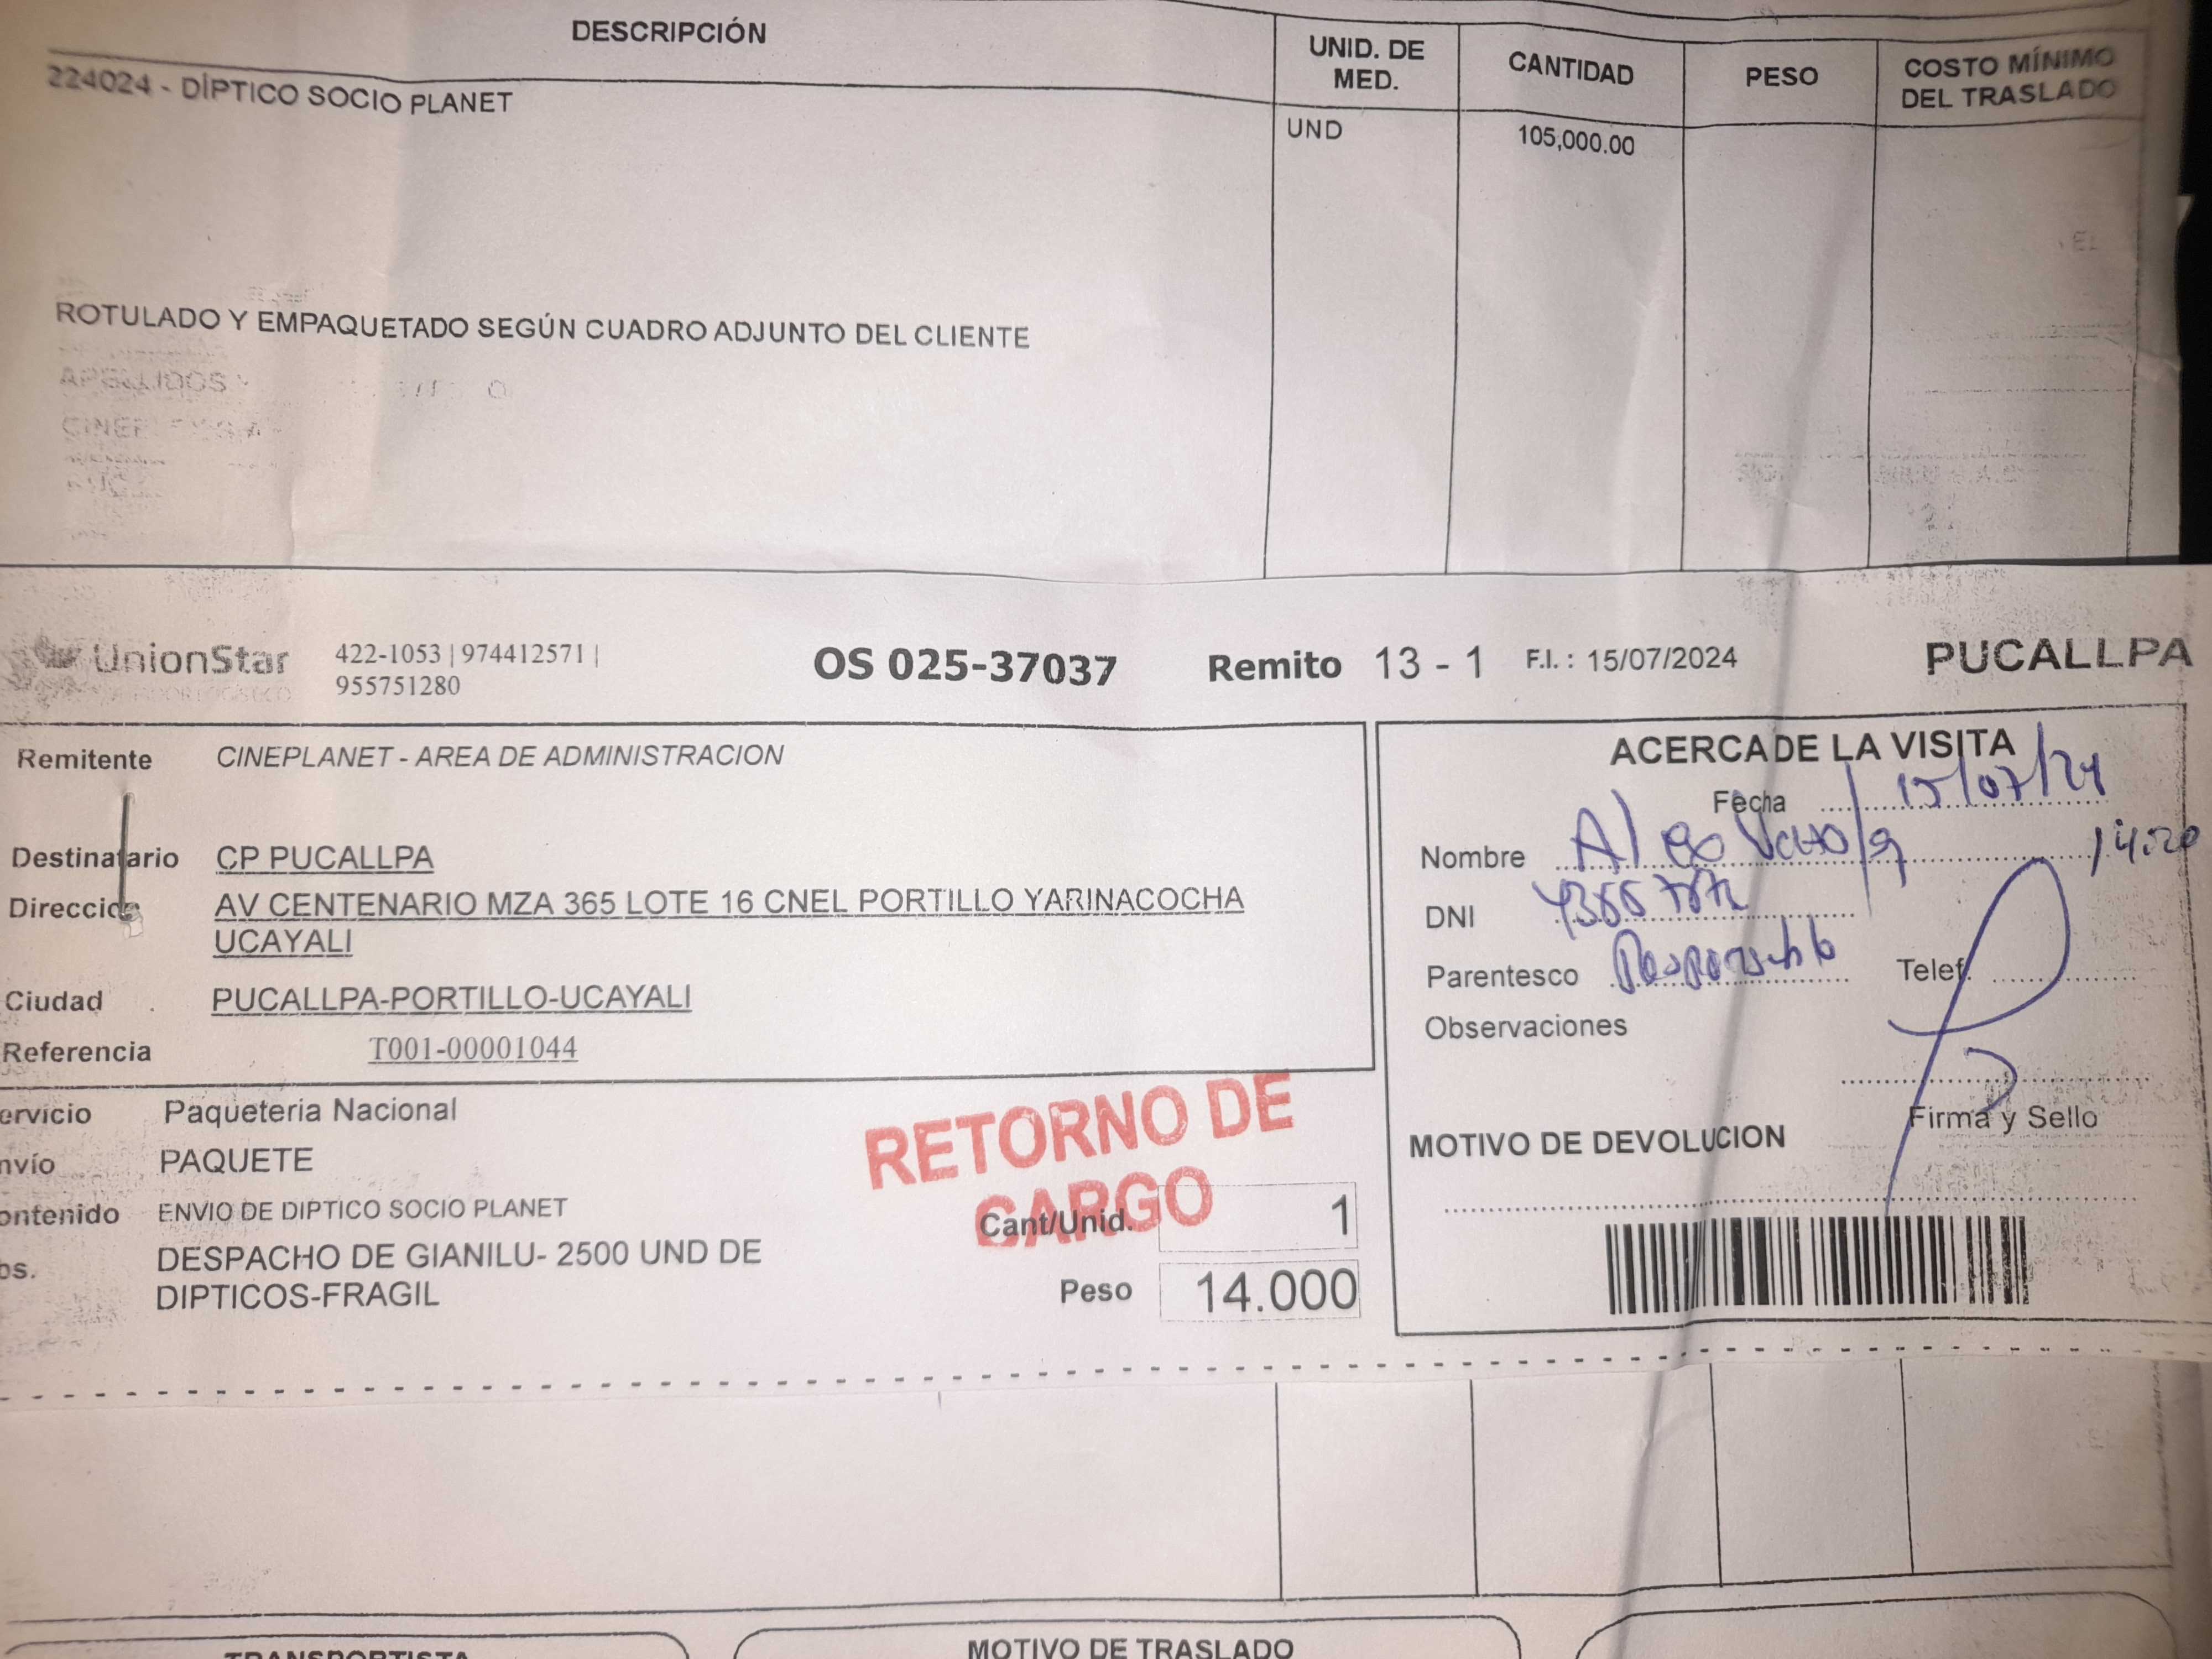 DESCRIPCIÓN
UNID. DE MED.
CANTIDAD
PESO
COSTO MÍNIMO DEL TRASLADO
224024 - DÍPTICO SOCIO PLANET
UND
105,000.00
ROTULADO Y EMPAQUETADO SEGÚN CUADRO ADJUNTO DEL CLIENTE
UnionStar
422-1053 | 974412571 |
955751280
OS 025-37037
Remito 13 - 1
F.I. : 15/07/2024
PUCALLPA
Remitente CINEPLANET - AREA DE ADMINISTRACION
Destinatario CP PUCALLPA
Dirección AV CENTENARIO MZA 365 LOTE 16 CNEL PORTILLO YARINACOCHA
UCAYALI
Ciudad PUCALLPA-PORTILLO-UCAYALI
Referencia T001-00001044
ervicio Paqueteria Nacional
nvío PAQUETE
ontenido ENVIO DE DIPTICO SOCIO PLANET
bs. DESPACHO DE GIANILU- 2500 UND DE
DIPTICOS-FRAGIL
RETORNO DE
CARGO
Cant/Unid. 1
Peso 14.000
ACERCA DE LA VISITA
Fecha 15/07/24
Nombre
14:20
DNI
Parentesco Responsable
Telef.
Observaciones
Firma y Sello
MOTIVO DE DEVOLUCION
TRANSPORTISTA
MOTIVO DE TRASLADO